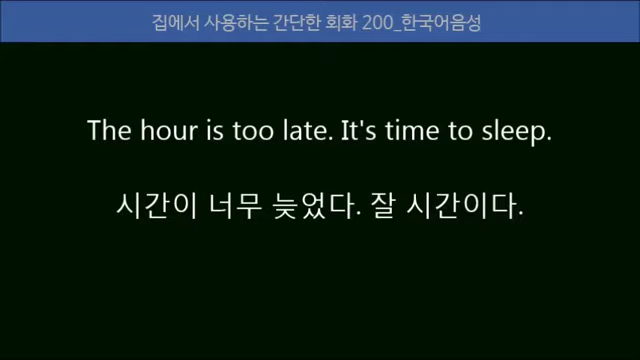 집에서 사용하는 간단한 회화 200_한국어음성
The hour is too late. It's time to sleep.
시간이 너무 늦었다. 잘 시간이다.